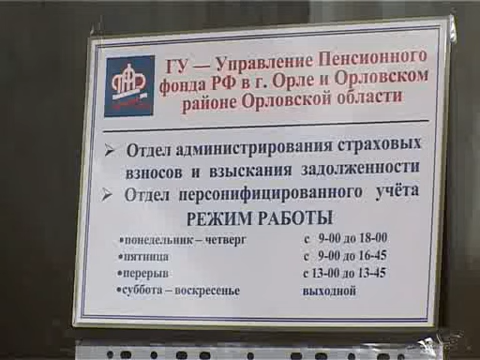 ГУ — Управление Пенсионного
фонда РФ в г. Орле и Орловском
районе Орловской области
➢ Отдел администрирования страховых
взносов и взыскания задолженности
➢ Отдел персонифицированного учёта
РЕЖИМ РАБОТЫ
•понедельник – четверг с 9-00 до 18-00
•пятница с 9-00 до 16-45
•перерыв с 13-00 до 13-45
•суббота – воскресенье выходной